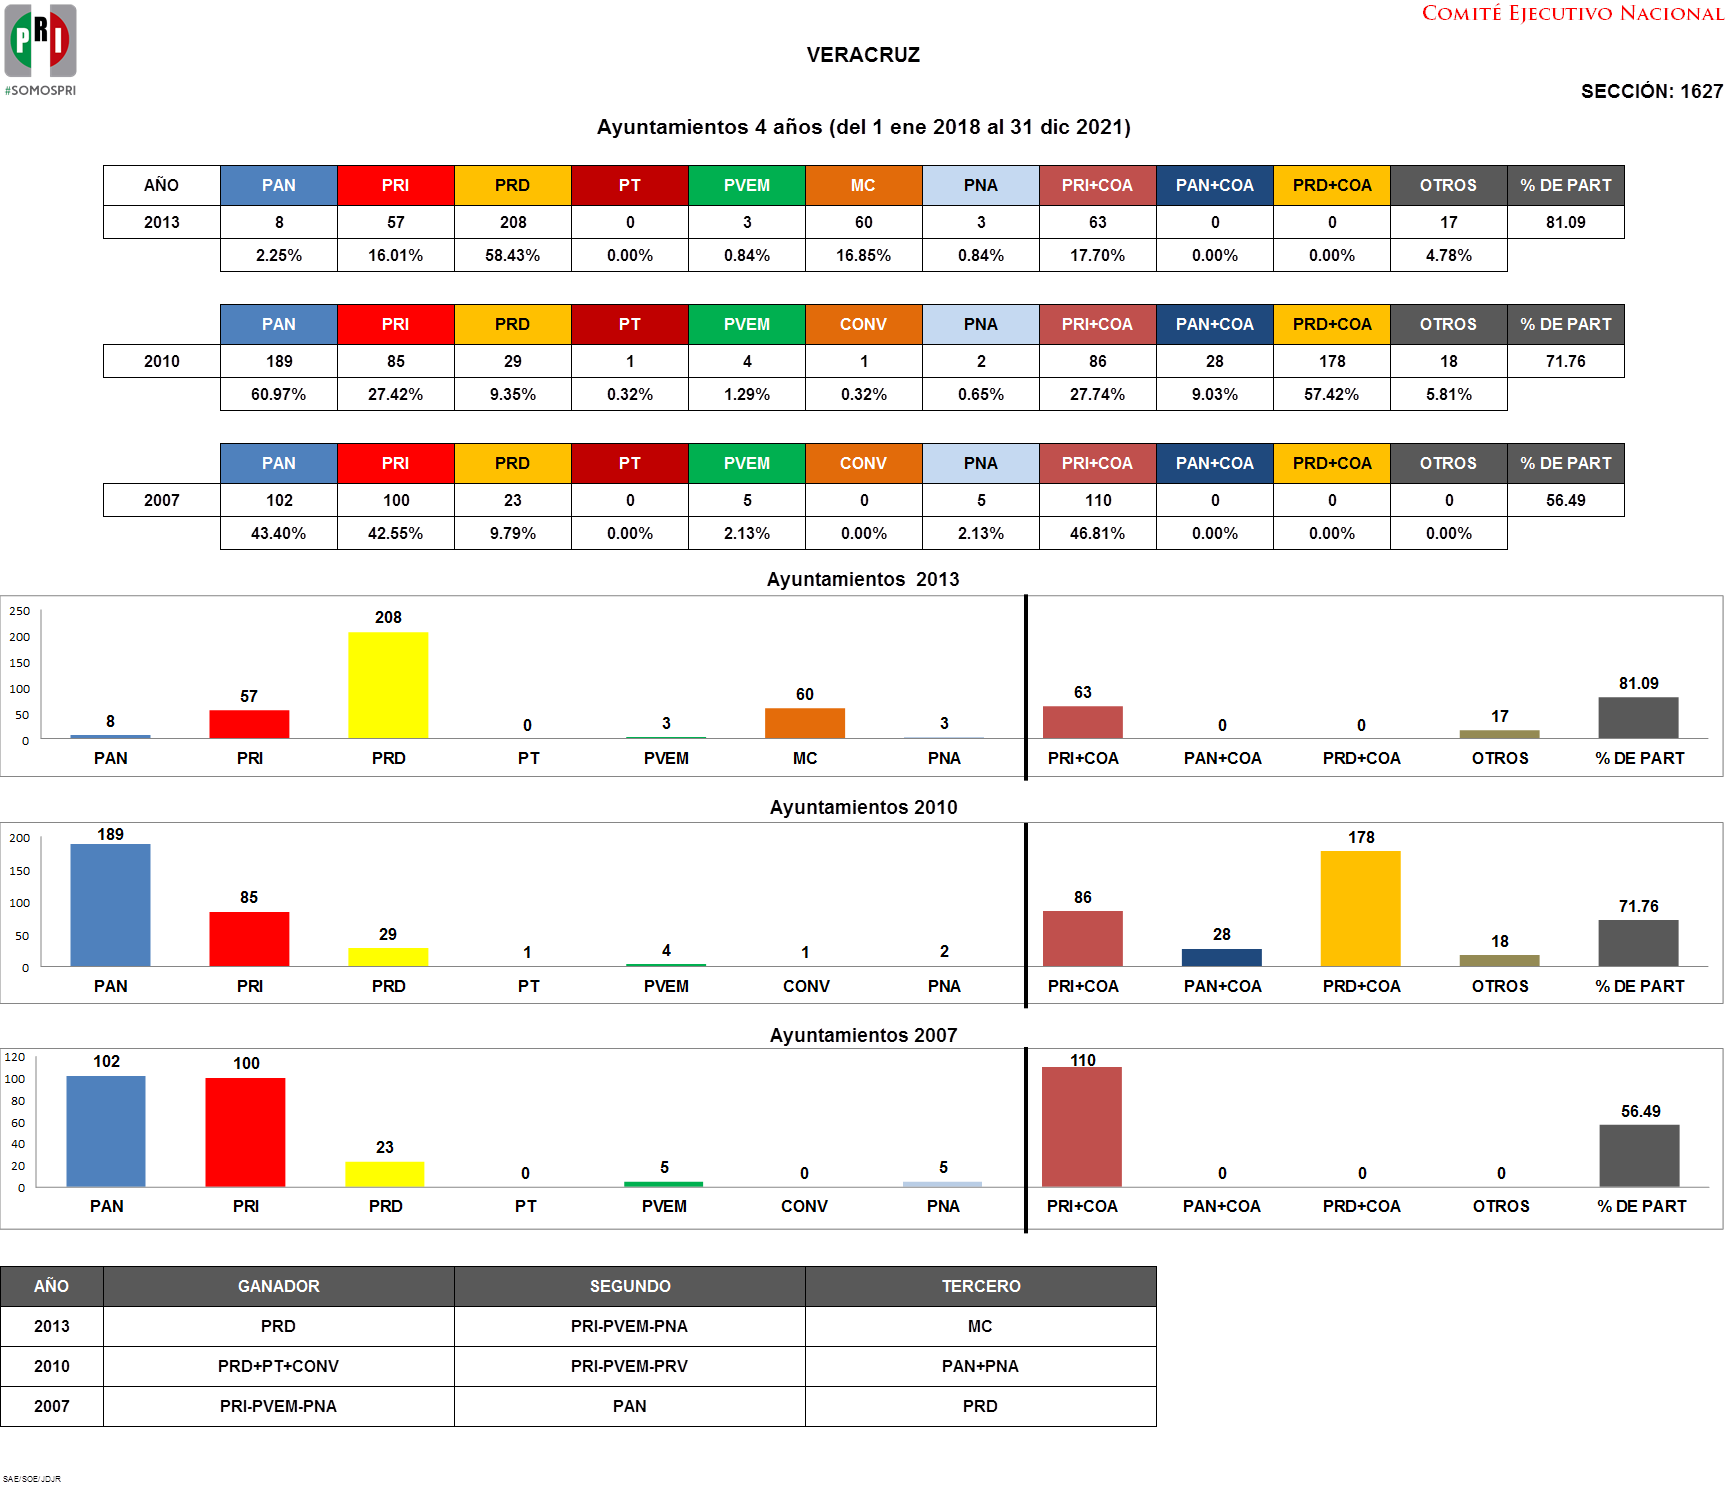 PRI
#SOMOSPRI
COMITÉ EJECUTIVO NACIONAL
VERACRUZ
SECCIÓN: 1627
Ayuntamientos 4 años (del 1 ene 2018 al 31 dic 2021)
AÑO PAN PRI PRD PT PVEM MC PNA PRI+COA PAN+COA PRD+COA OTROS % DE PART
2013 8 57 208 0 3 60 3 63 0 0 17 81.09
2.25% 16.01% 58.43% 0.00% 0.84% 16.85% 0.84% 17.70% 0.00% 0.00% 4.78%
PAN PRI PRD PT PVEM CONV PNA PRI+COA PAN+COA PRD+COA OTROS % DE PART
2010 189 85 29 1 4 1 2 86 28 178 18 71.76
60.97% 27.42% 9.35% 0.32% 1.29% 0.32% 0.65% 27.74% 9.03% 57.42% 5.81%
PAN PRI PRD PT PVEM CONV PNA PRI+COA PAN+COA PRD+COA OTROS % DE PART
2007 102 100 23 0 5 0 5 110 0 0 0 56.49
43.40% 42.55% 9.79% 0.00% 2.13% 0.00% 2.13% 46.81% 0.00% 0.00% 0.00%
Ayuntamientos 2013
250
200
150
100
50
0
8 57 208 0 3 60 3 63 0 0 17 81.09
PAN PRI PRD PT PVEM MC PNA PRI+COA PAN+COA PRD+COA OTROS % DE PART
Ayuntamientos 2010
200
150
100
50
0
189 85 29 1 4 1 2 86 28 178 18 71.76
PAN PRI PRD PT PVEM CONV PNA PRI+COA PAN+COA PRD+COA OTROS % DE PART
Ayuntamientos 2007
120
100
80
60
40
20
0
102 100 23 0 5 0 5 110 0 0 0 56.49
PAN PRI PRD PT PVEM CONV PNA PRI+COA PAN+COA PRD+COA OTROS % DE PART
AÑO GANADOR SEGUNDO TERCERO
2013 PRD PRI-PVEM-PNA MC
2010 PRD+PT+CONV PRI-PVEM-PRV PAN+PNA
2007 PRI-PVEM-PNA PAN PRD
SAE/SOE/JDJR